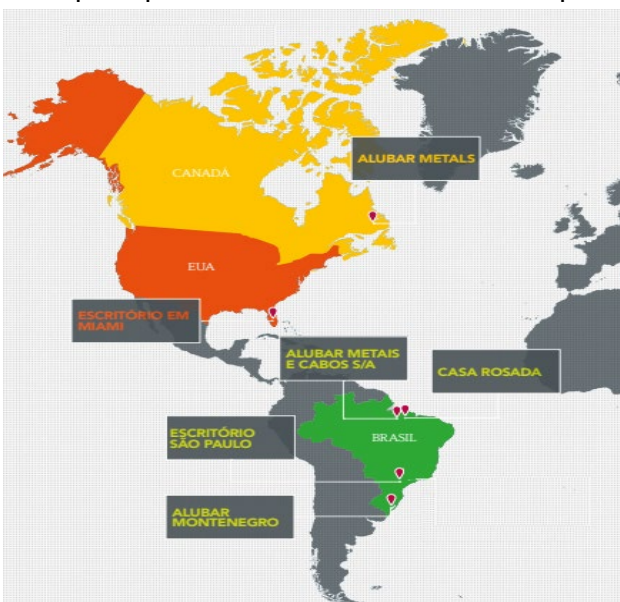 ALUBAR METALS
CANADÁ
EUA
ESCRITÓRIO EM
MIAMI
ALUBAR METAIS
E CABOS S/A
CASA ROSADA
ESCRITÓRIO
SÃO PAULO
BRASIL
ALUBAR
MONTENEGRO